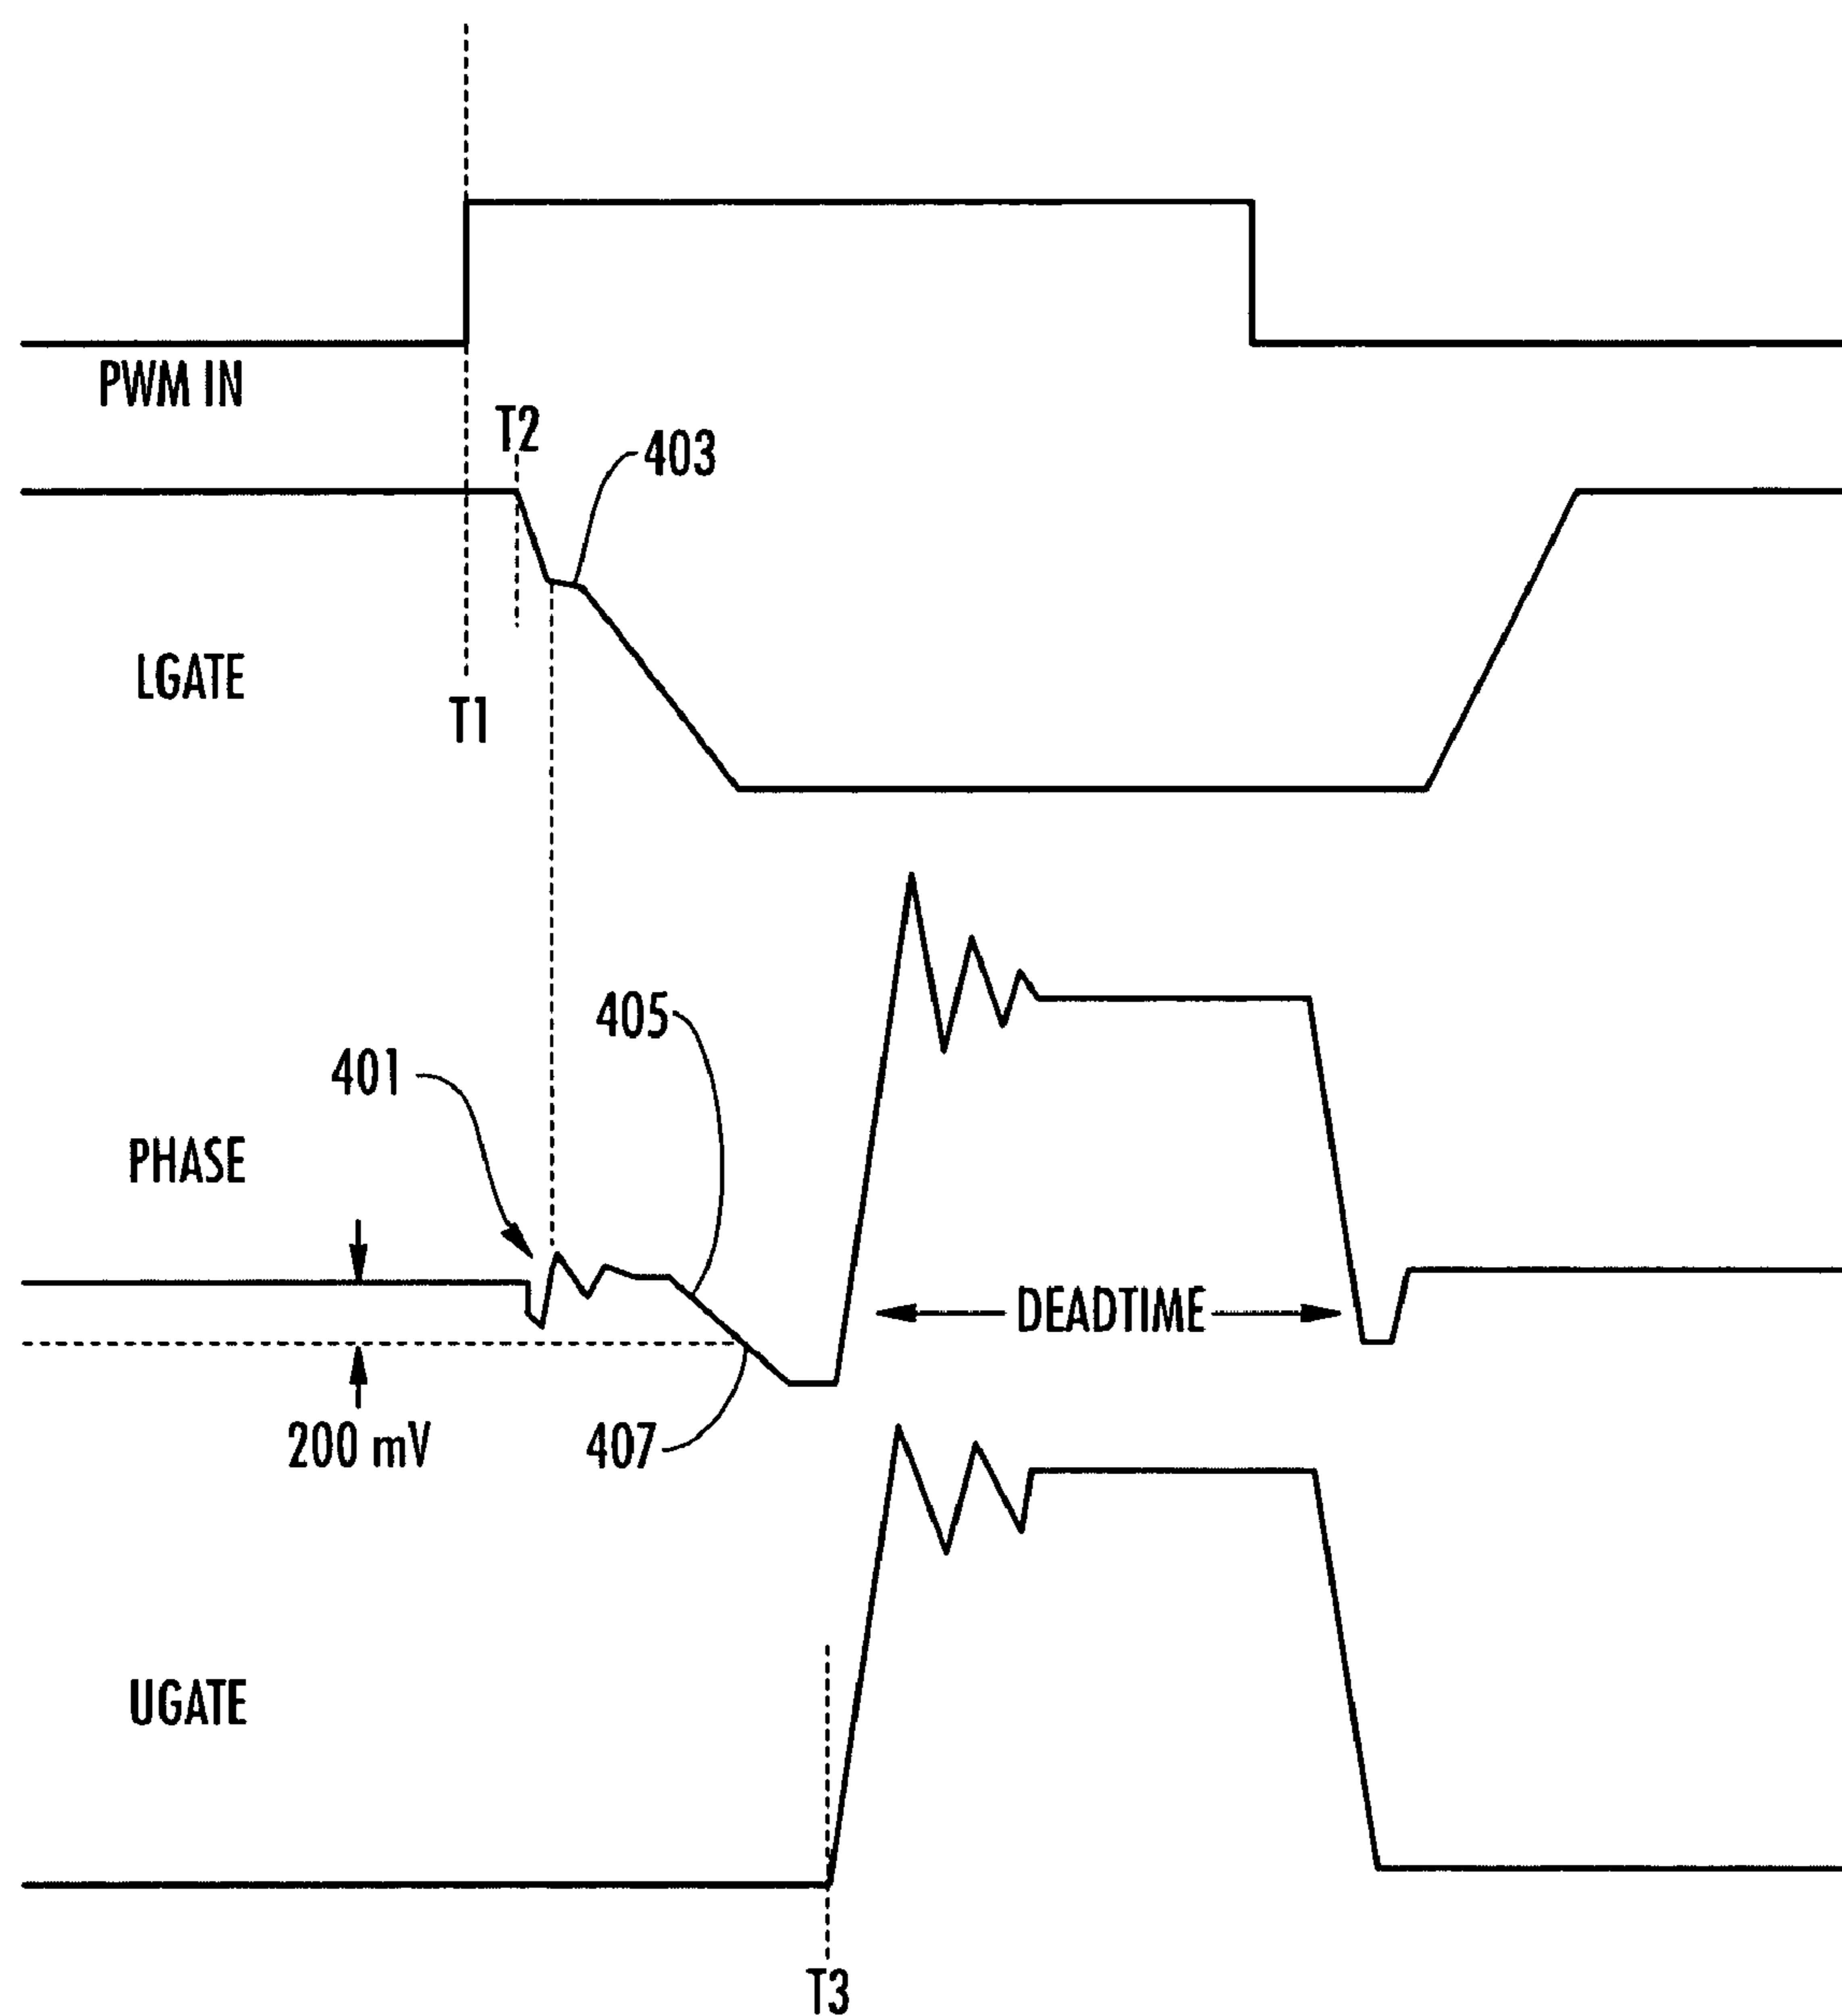 PWM IN
T2
403
LGATE
T1
405
401
PHASE
DEADTIME
200 mV
407
UGATE
T3